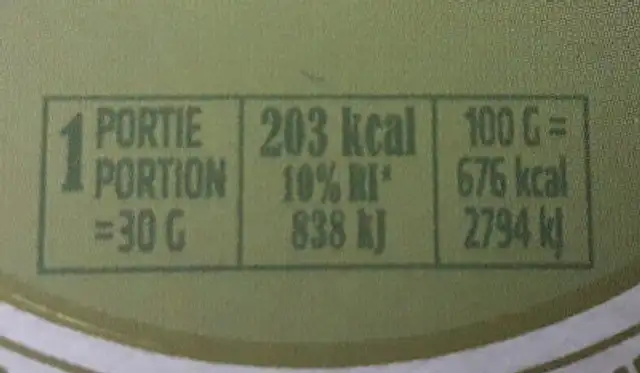 1 PORTIE
PORTION
=30 G
203 kcal
10% RI*
838 kJ
100 G =
676 kcal
2794 kJ